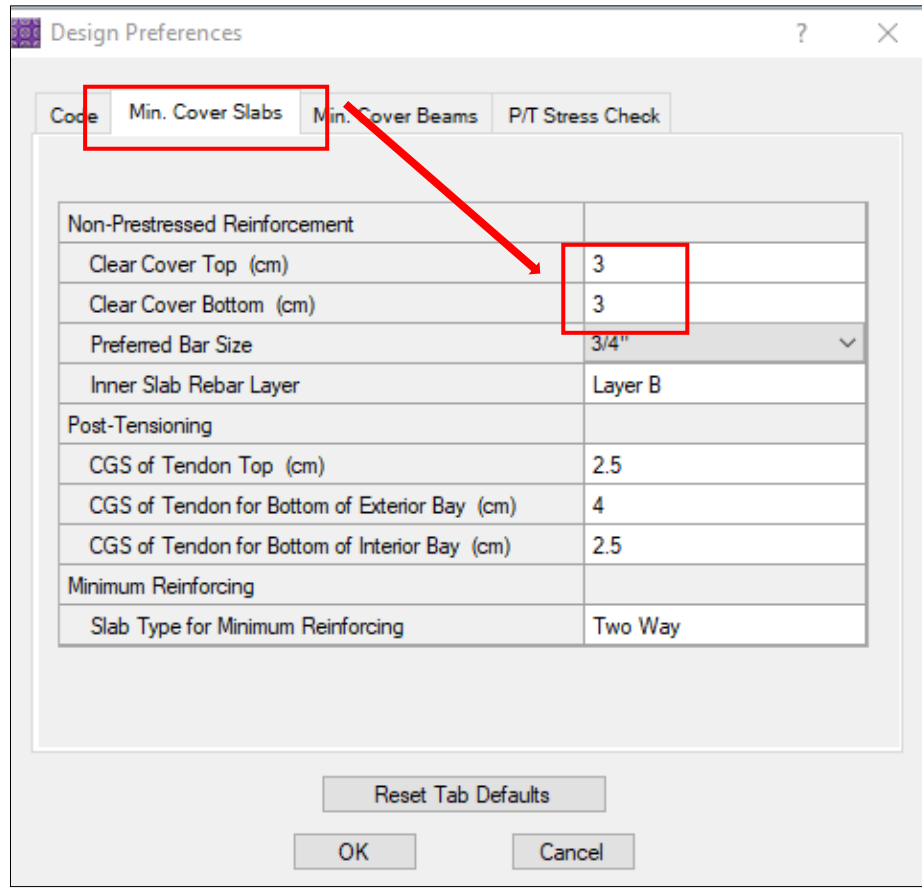 Design Preferences ?
Code Min. Cover Slabs Min. Cover Beams P/T Stress Check
Non-Prestressed Reinforcement
Clear Cover Top (cm) 3
Clear Cover Bottom (cm) 3
Preferred Bar Size 3/4"
Inner Slab Rebar Layer Layer B
Post-Tensioning
CGS of Tendon Top (cm) 2.5
CGS of Tendon for Bottom of Exterior Bay (cm) 4
CGS of Tendon for Bottom of Interior Bay (cm) 2.5
Minimum Reinforcing
Slab Type for Minimum Reinforcing Two Way
Reset Tab Defaults
OK Cancel